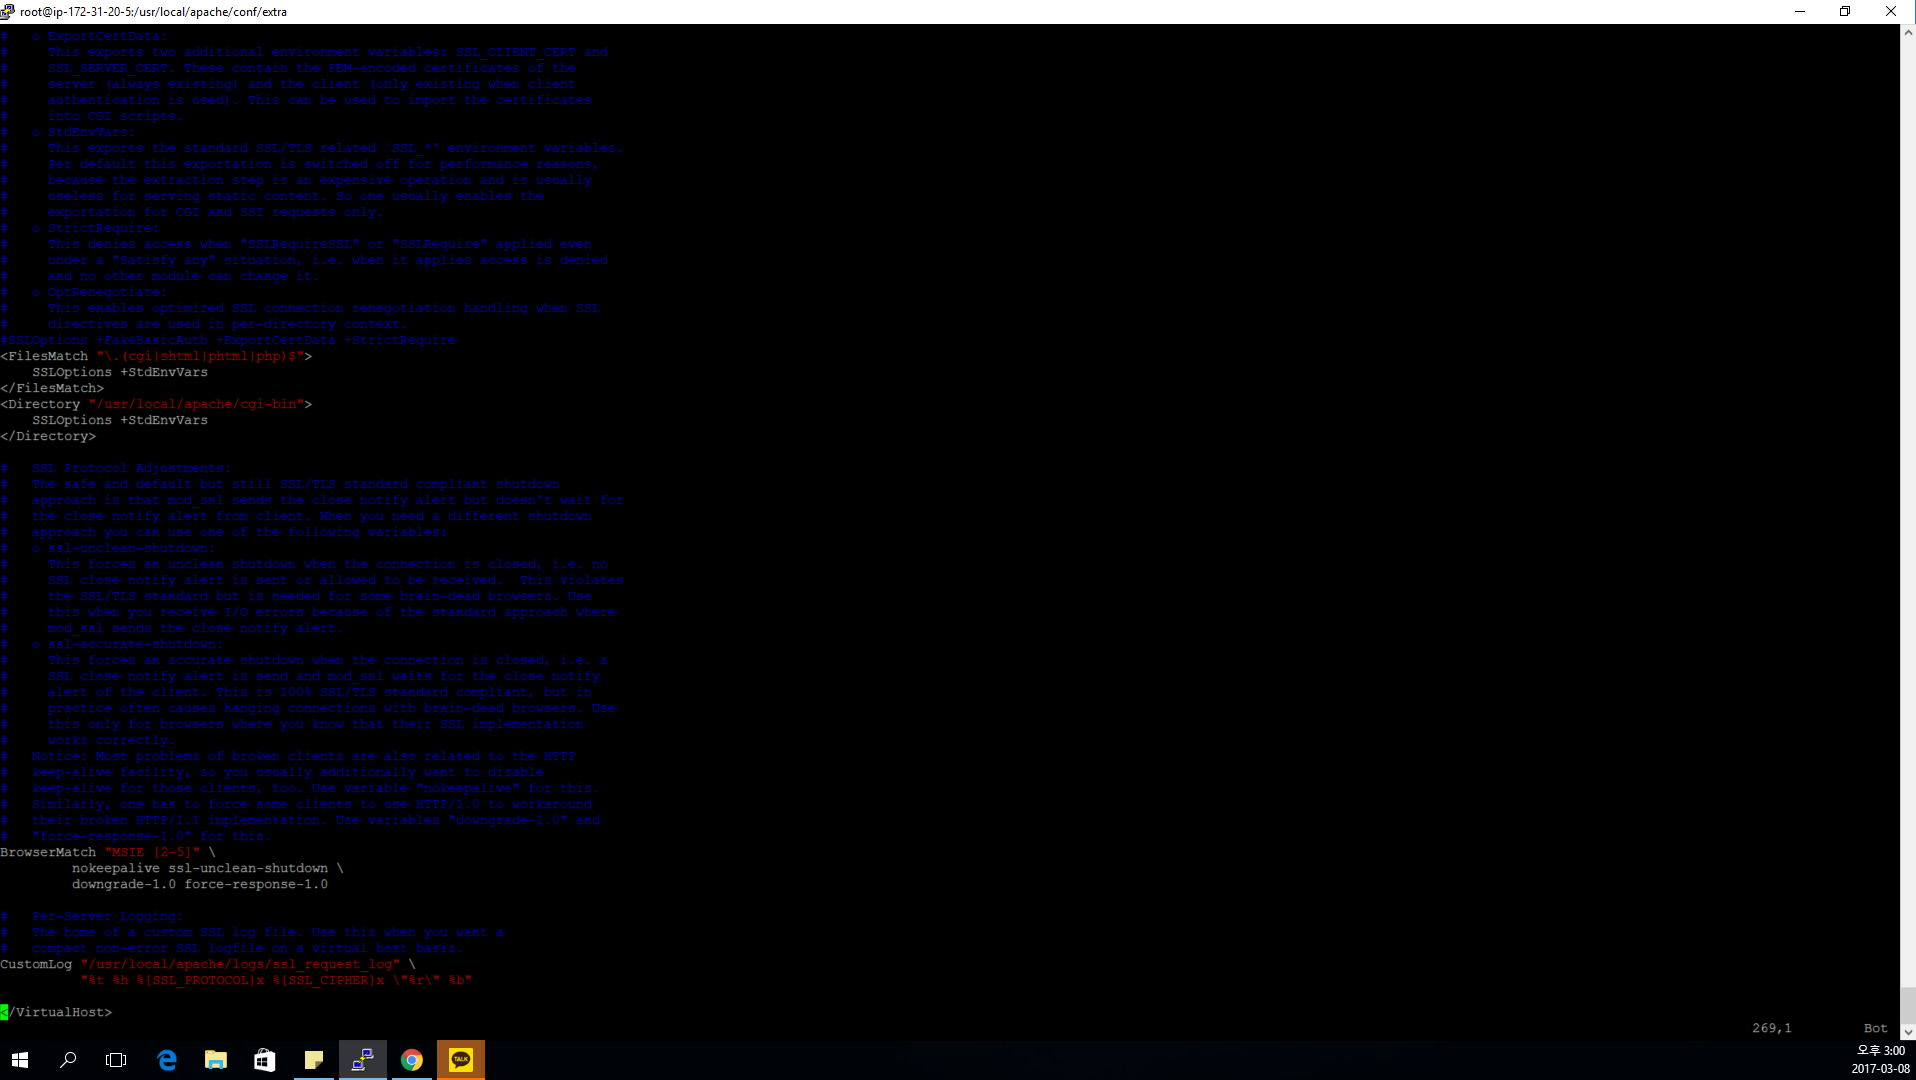 root@ip-172-31-20-5:/usr/local/apache/conf/extra
#   o ExportCertData:
#     This exports two additional environment variables: SSL_CLIENT_CERT and
#     SSL_SERVER_CERT. These contain the PEM-encoded certificates of the
#     server (always existing) and the client (only existing when client
#     authentication is used). This can be used to import the certificates
#     into CGI scripts.
#   o StdEnvVars:
#     This exports the standard SSL/TLS related `SSL_*' environment variables.
#     Per default this exportation is switched off for performance reasons,
#     because the extraction step is an expensive operation and is usually
#     useless for serving static content. So one usually enables the
#     exportation for CGI and SSI requests only.
#   o StrictRequire:
#     This denies access when "SSLRequireSSL" or "SSLRequire" applied even
#     under a "Satisfy any" situation, i.e. when it applies access is denied
#     and no other module can change it.
#   o OptRenegotiate:
#     This enables optimized SSL connection renegotiation handling when SSL
#     directives are used in per-directory context.
#SSLOptions +FakeBasicAuth +ExportCertData +StrictRequire
<FilesMatch "\.(cgi|shtml|phtml|php)$">
    SSLOptions +StdEnvVars
</FilesMatch>
<Directory "/usr/local/apache/cgi-bin">
    SSLOptions +StdEnvVars
</Directory>
#   SSL Protocol Adjustments:
#   The safe and default but still SSL/TLS standard compliant shutdown
#   approach is that mod_ssl sends the close notify alert but doesn't wait for
#   the close notify alert from client. When you need a different shutdown
#   approach you can use one of the following variables:
#   o ssl-unclean-shutdown:
#     This forces an unclean shutdown when the connection is closed, i.e. no
#     SSL close notify alert is sent or allowed to be received.  This violates
#     the SSL/TLS standard but is needed for some brain-dead browsers. Use
#     this when you receive I/O errors because of the standard approach where
#     mod_ssl sends the close notify alert.
#   o ssl-accurate-shutdown:
#     This forces an accurate shutdown when the connection is closed, i.e. a
#     SSL close notify alert is send and mod_ssl waits for the close notify
#     alert of the client. This is 100% SSL/TLS standard compliant, but in
#     practice often causes hanging connections with brain-dead browsers. Use
#     this only for browsers where you know that their SSL implementation
#     works correctly.
#   Notice: Most problems of broken clients are also related to the HTTP
#   keep-alive facility, so you usually additionally want to disable
#   keep-alive for those clients, too. Use variable "nokeepalive" for this.
#   Similarly, one has to force some clients to use HTTP/1.0 to workaround
#   their broken HTTP/1.1 implementation. Use variables "downgrade-1.0" and
#   "force-response-1.0" for this.
BrowserMatch "MSIE [2-5]" \
         nokeepalive ssl-unclean-shutdown \
         downgrade-1.0 force-response-1.0
#   Per-Server Logging:
#   The home of a custom SSL log file. Use this when you want a
#   compact non-error SSL logfile on a virtual host basis.
CustomLog "/usr/local/apache/logs/ssl_request_log" \
          "%t %h %{SSL_PROTOCOL}x %{SSL_CIPHER}x \"%r\" %b"
</VirtualHost>
269,1 Bot
TALK
오후 3:00
2017-03-08